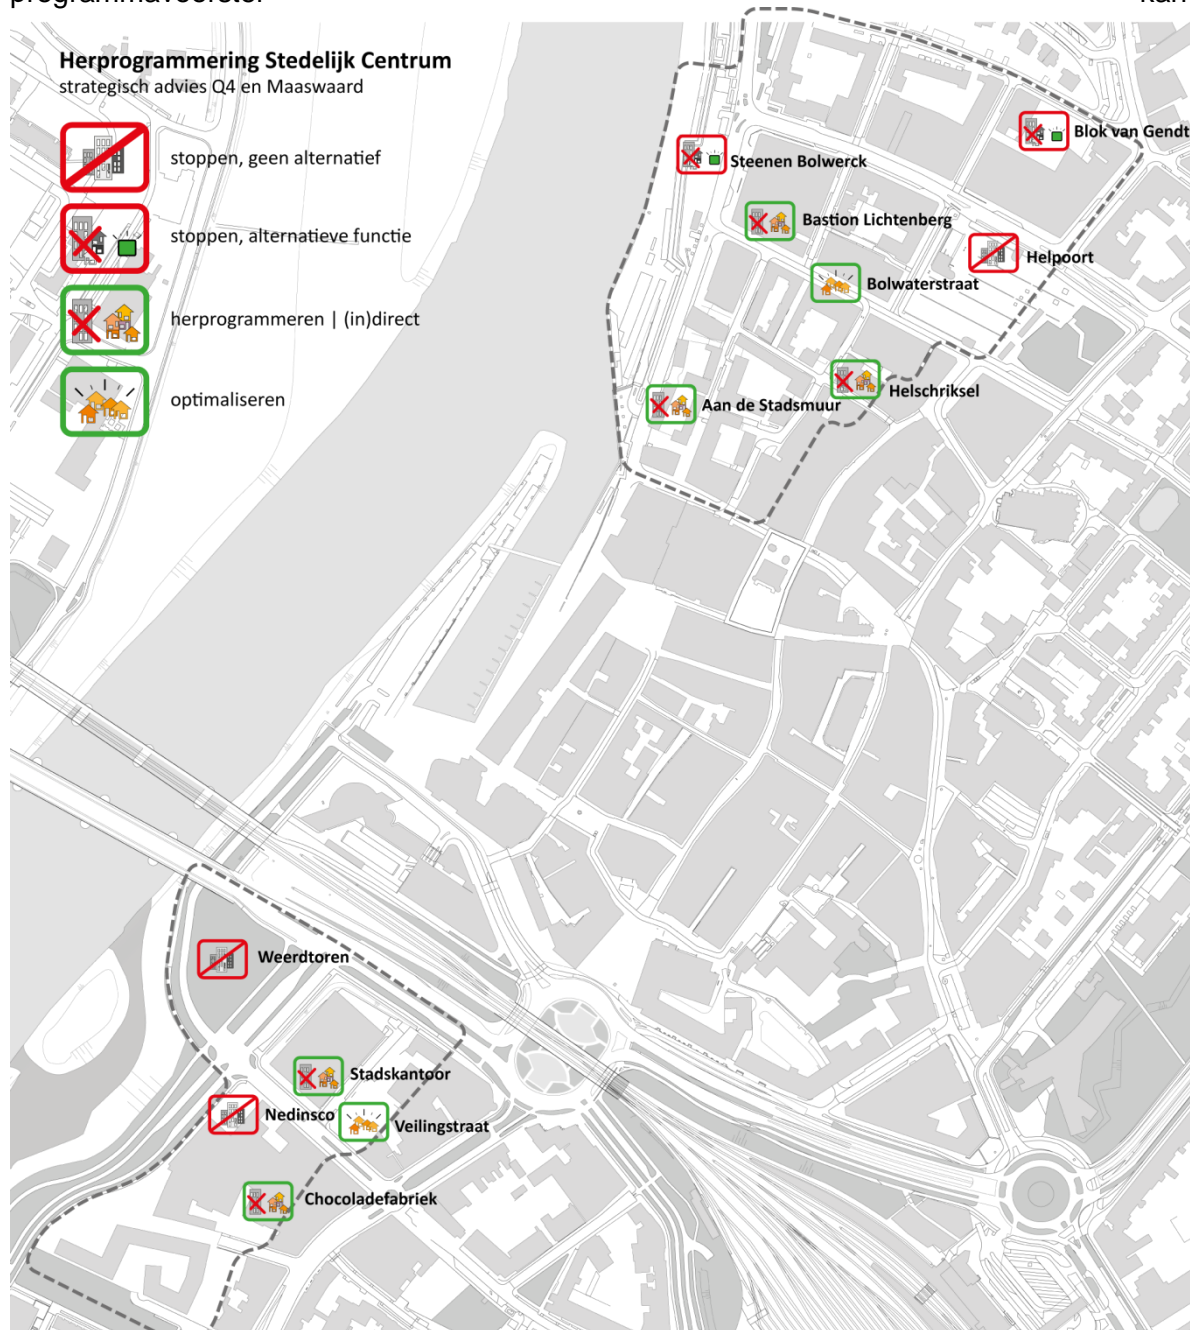 Herprogrammering Stedelijk Centrum
strategisch advies Q4 en Maaswaard
stoppen, geen alternatief
stoppen, alternatieve functie
herprogrammeren | (in)direct
optimaliseren
Blok van Gendt
Steenen Bolwerck
Bastion Lichtenberg
Helpoort
Bolwaterstraat
Helschriksel
Aan de Stadsmuur
Weerdtoren
Stadskantoor
Nedinsco
Veilingstraat
Chocoladefabriek